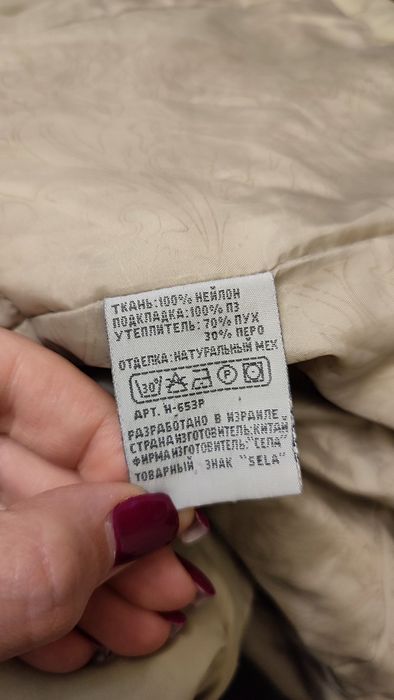 ТКАНЬ:100% НЕЙЛОН
ПОДКЛАДКА:100% ПЭ
УТЕПЛИТЕЛЬ: 70% ПУХ
30% ПЕРО
ОТДЕЛКА:НАТУРАЛЬНЫЙ МЕХ
30° P
АРТ. H-653P
РАЗРАБОТАНО В ИЗРАИЛЕ
СТРАНА ИЗГОТОВИТЕЛЬ:КИТАЙ
ФИРМА ИЗГОТОВИТЕЛЬ:"СЕЛА"
ТОВАРНЫЙ ЗНАК "SELA"